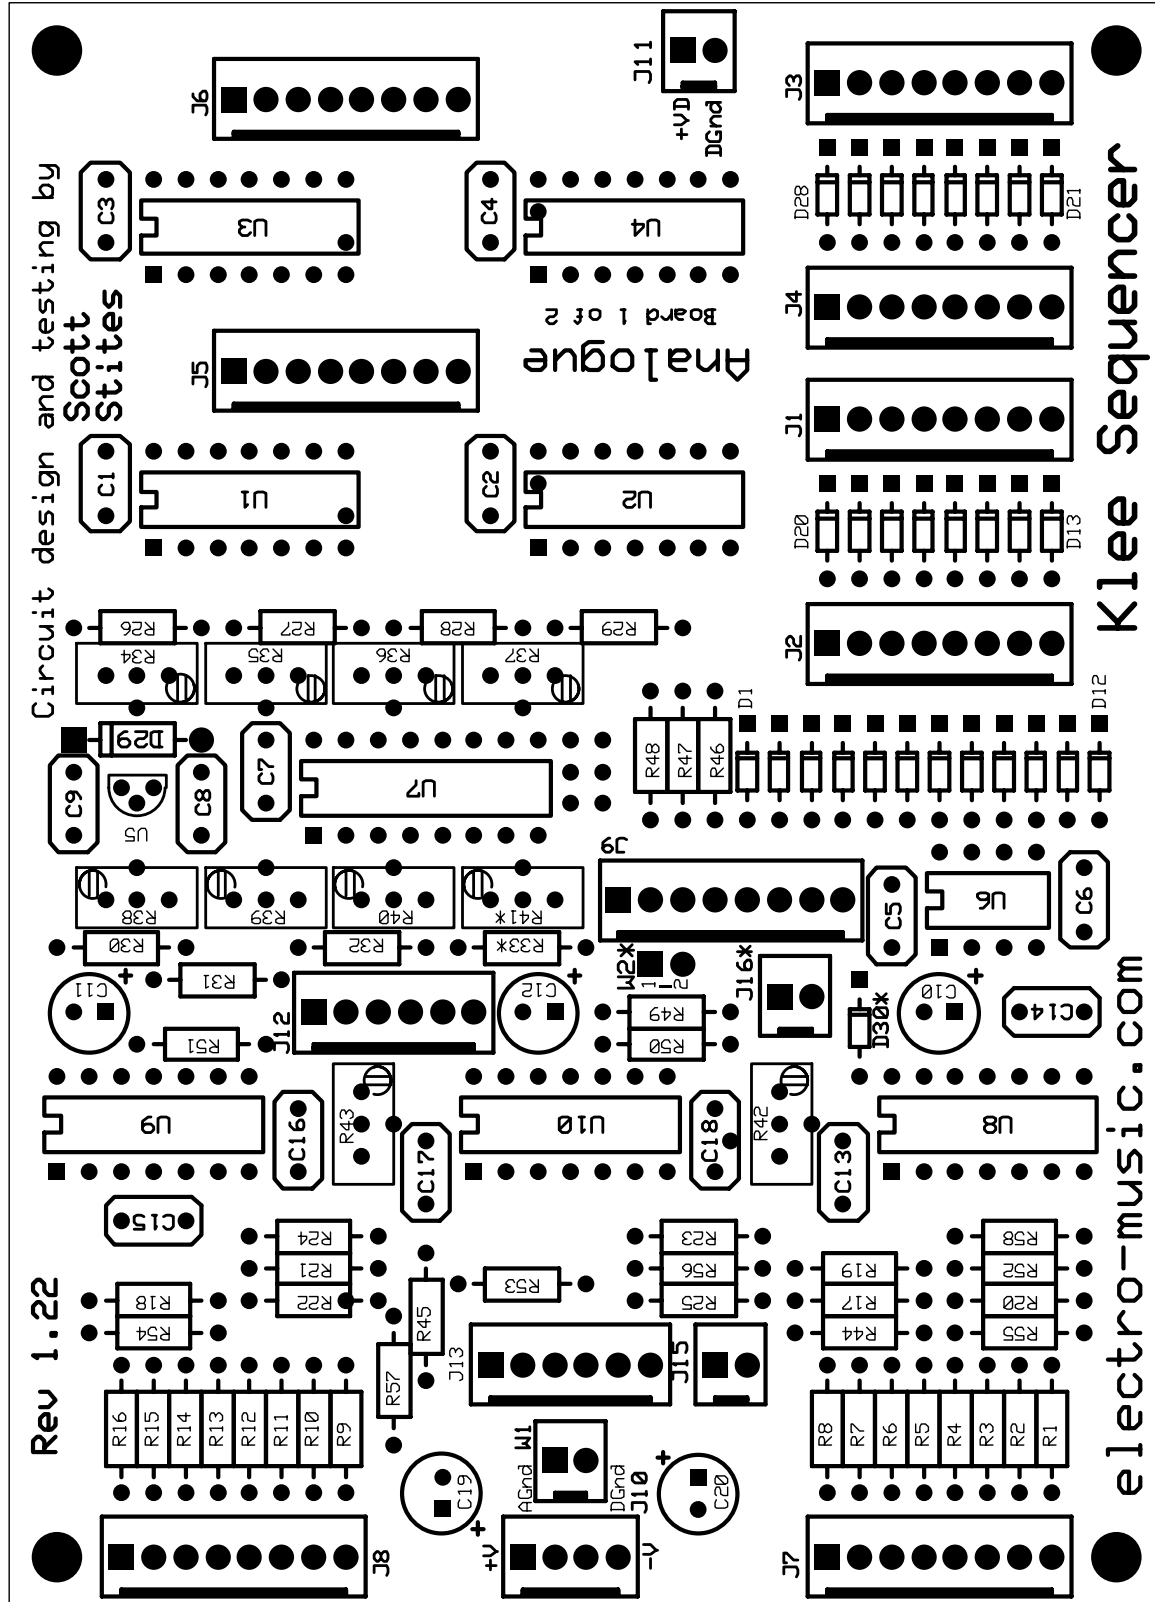 J11
+VD
DGnd
J3
J6
D28
D21
C3
U3
C4
U4
J4
Circuit design and testing by
Scott
Stites
Board 1 of 2
Analogue
Klee Sequencer
J5
J1
C1
U1
C2
U2
D20
D13
J2
R26
R27
R28
R29
R34
R35
R36
R37
D29
C7
U7
C9
U5
C8
R48
R47
R46
D1
D12
J9
R38
R39
R40
R41*
C5
U6
C6
R30
R32
R33*
R31
W2*
1
2
J16*
C11
+
J12
C12
+
R49
R50
D30*
C10
+
C14
R51
U9
C16
R43
C17
U10
C18
R42
C13
U8
C15
R24
R21
R22
R23
R56
R25
R58
R52
R20
R55
R19
R17
R44
R18
R54
R53
R45
R57
J13
J15
Rev 1.22
electro-music.com
R16
R15
R14
R13
R12
R11
R10
R9
R8
R7
R6
R5
R4
R3
R2
R1
C19
+
W1
AGnd
DGnd
J10
C20
+
J8
+V
-V
J7